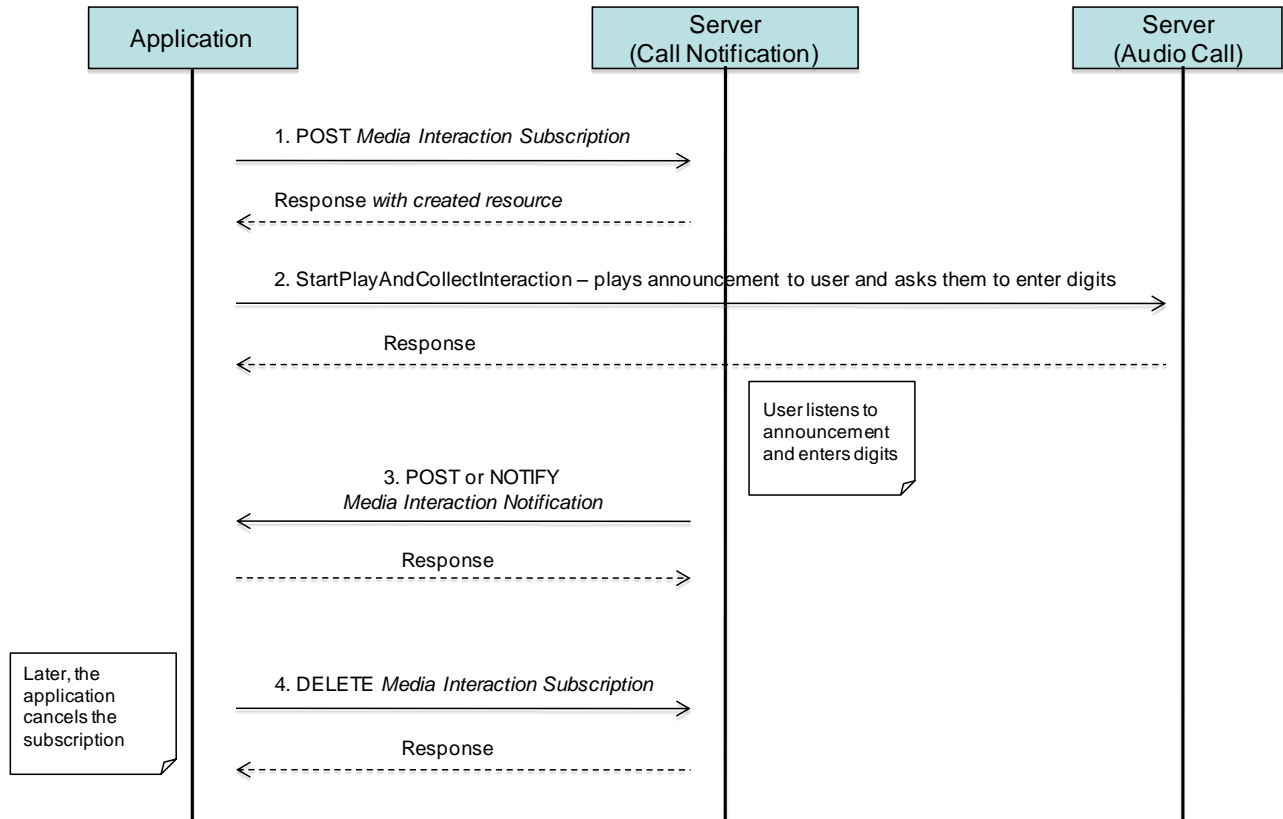 Application
Server
(Call Notification)
Server
(Audio Call)
1. POST Media Interaction Subscription
Response with created resource
2. StartPlayAndCollectInteraction – plays announcement to user and asks them to enter digits
Response
User listens to
announcement
and enters digits
3. POST or NOTIFY
Media Interaction Notification
Response
Later, the
application
cancels the
subscription
4. DELETE Media Interaction Subscription
Response